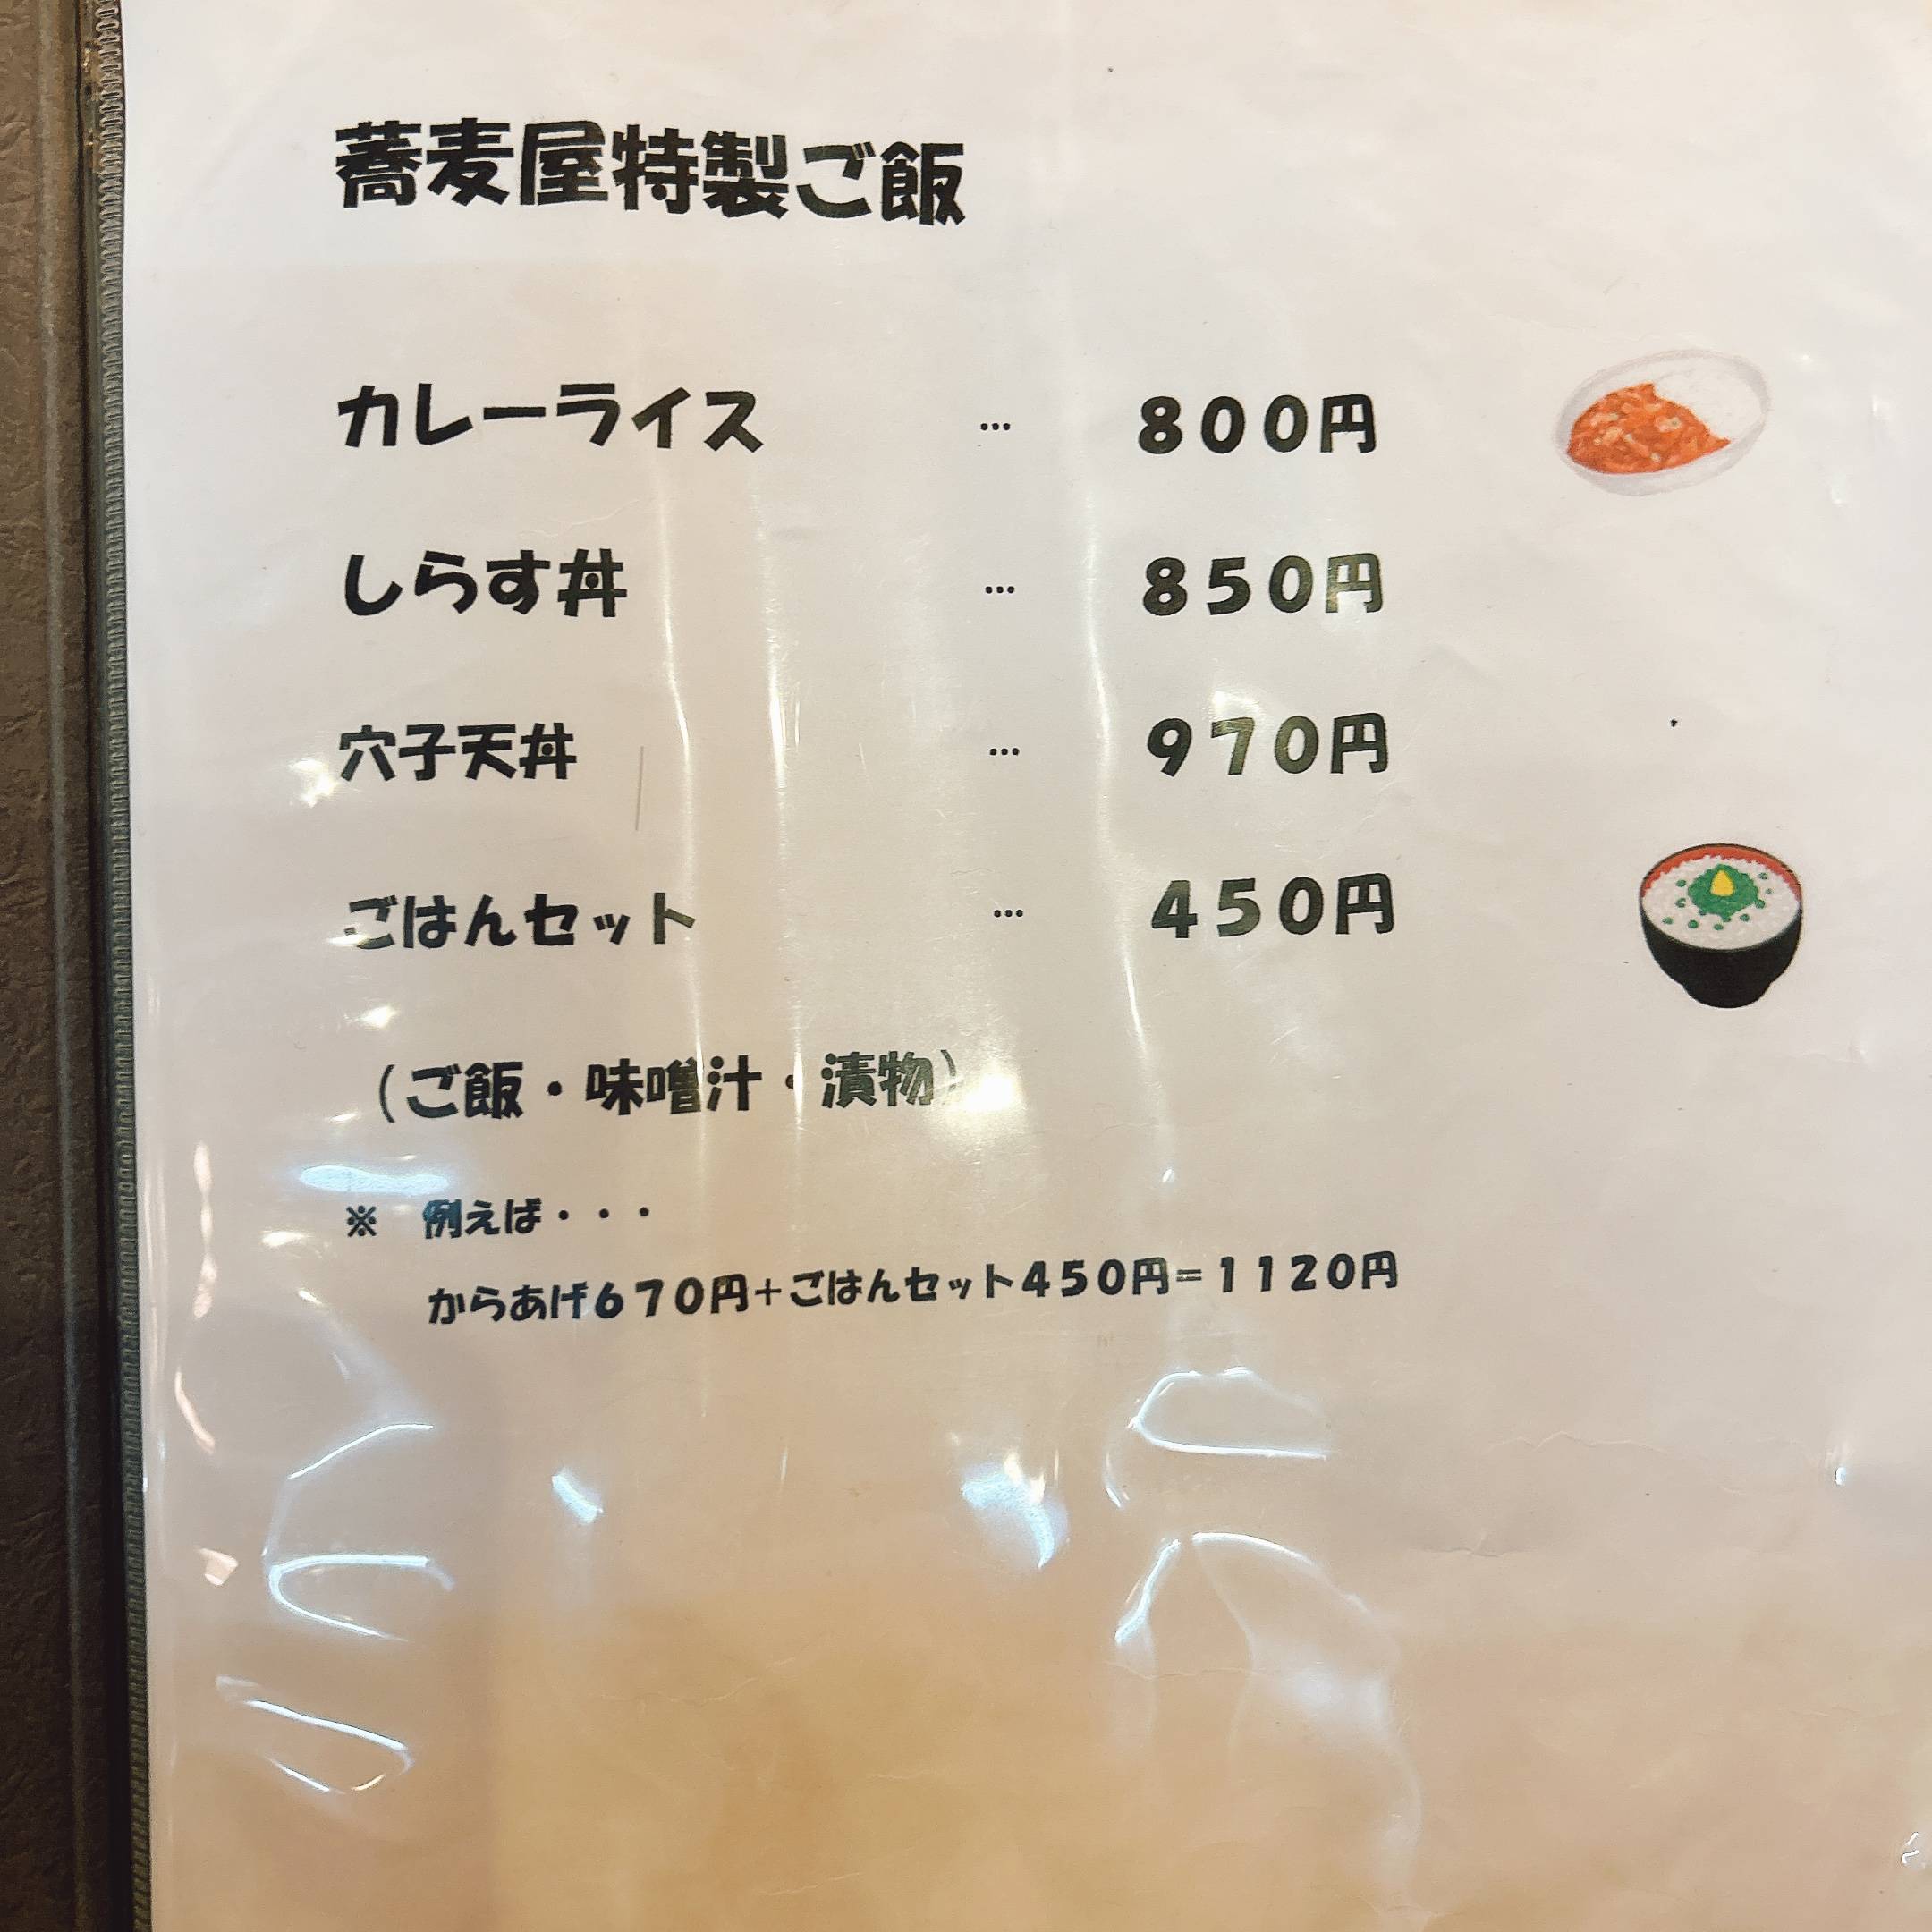 蕎麦屋特製ご飯
カレーライス … ８００円
しらす丼 … ８５０円
穴子天丼 … ９７０円
ごはんセット … ４５０円
（ご飯・味噌汁・漬物）
※　例えば・・・
からあげ６７０円＋ごはんセット４５０円＝１１２０円